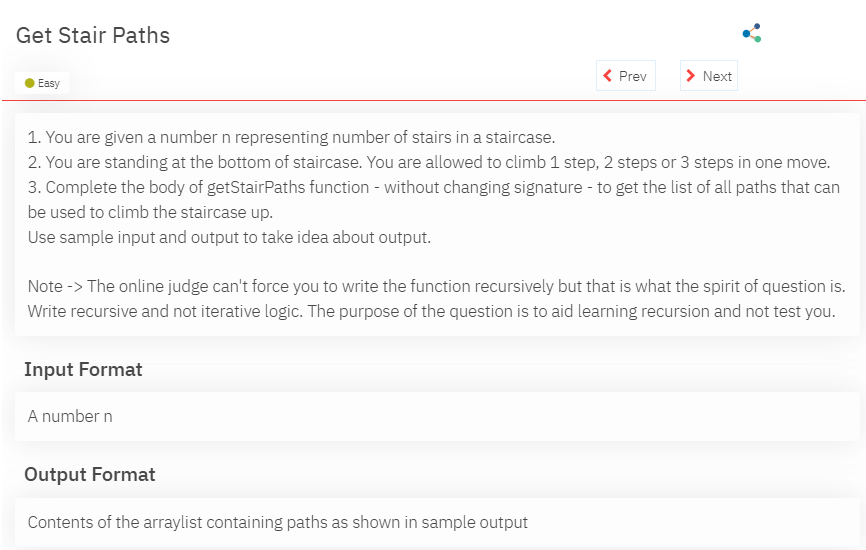 Get Stair Paths
Easy
Prev
Next
1. You are given a number n representing number of stairs in a staircase.
2. You are standing at the bottom of staircase. You are allowed to climb 1 step, 2 steps or 3 steps in one move.
3. Complete the body of getStairPaths function - without changing signature - to get the list of all paths that can
be used to climb the staircase up.
Use sample input and output to take idea about output.
Note -> The online judge can't force you to write the function recursively but that is what the spirit of question is.
Write recursive and not iterative logic. The purpose of the question is to aid learning recursion and not test you.
Input Format
A number n
Output Format
Contents of the arraylist containing paths as shown in sample output